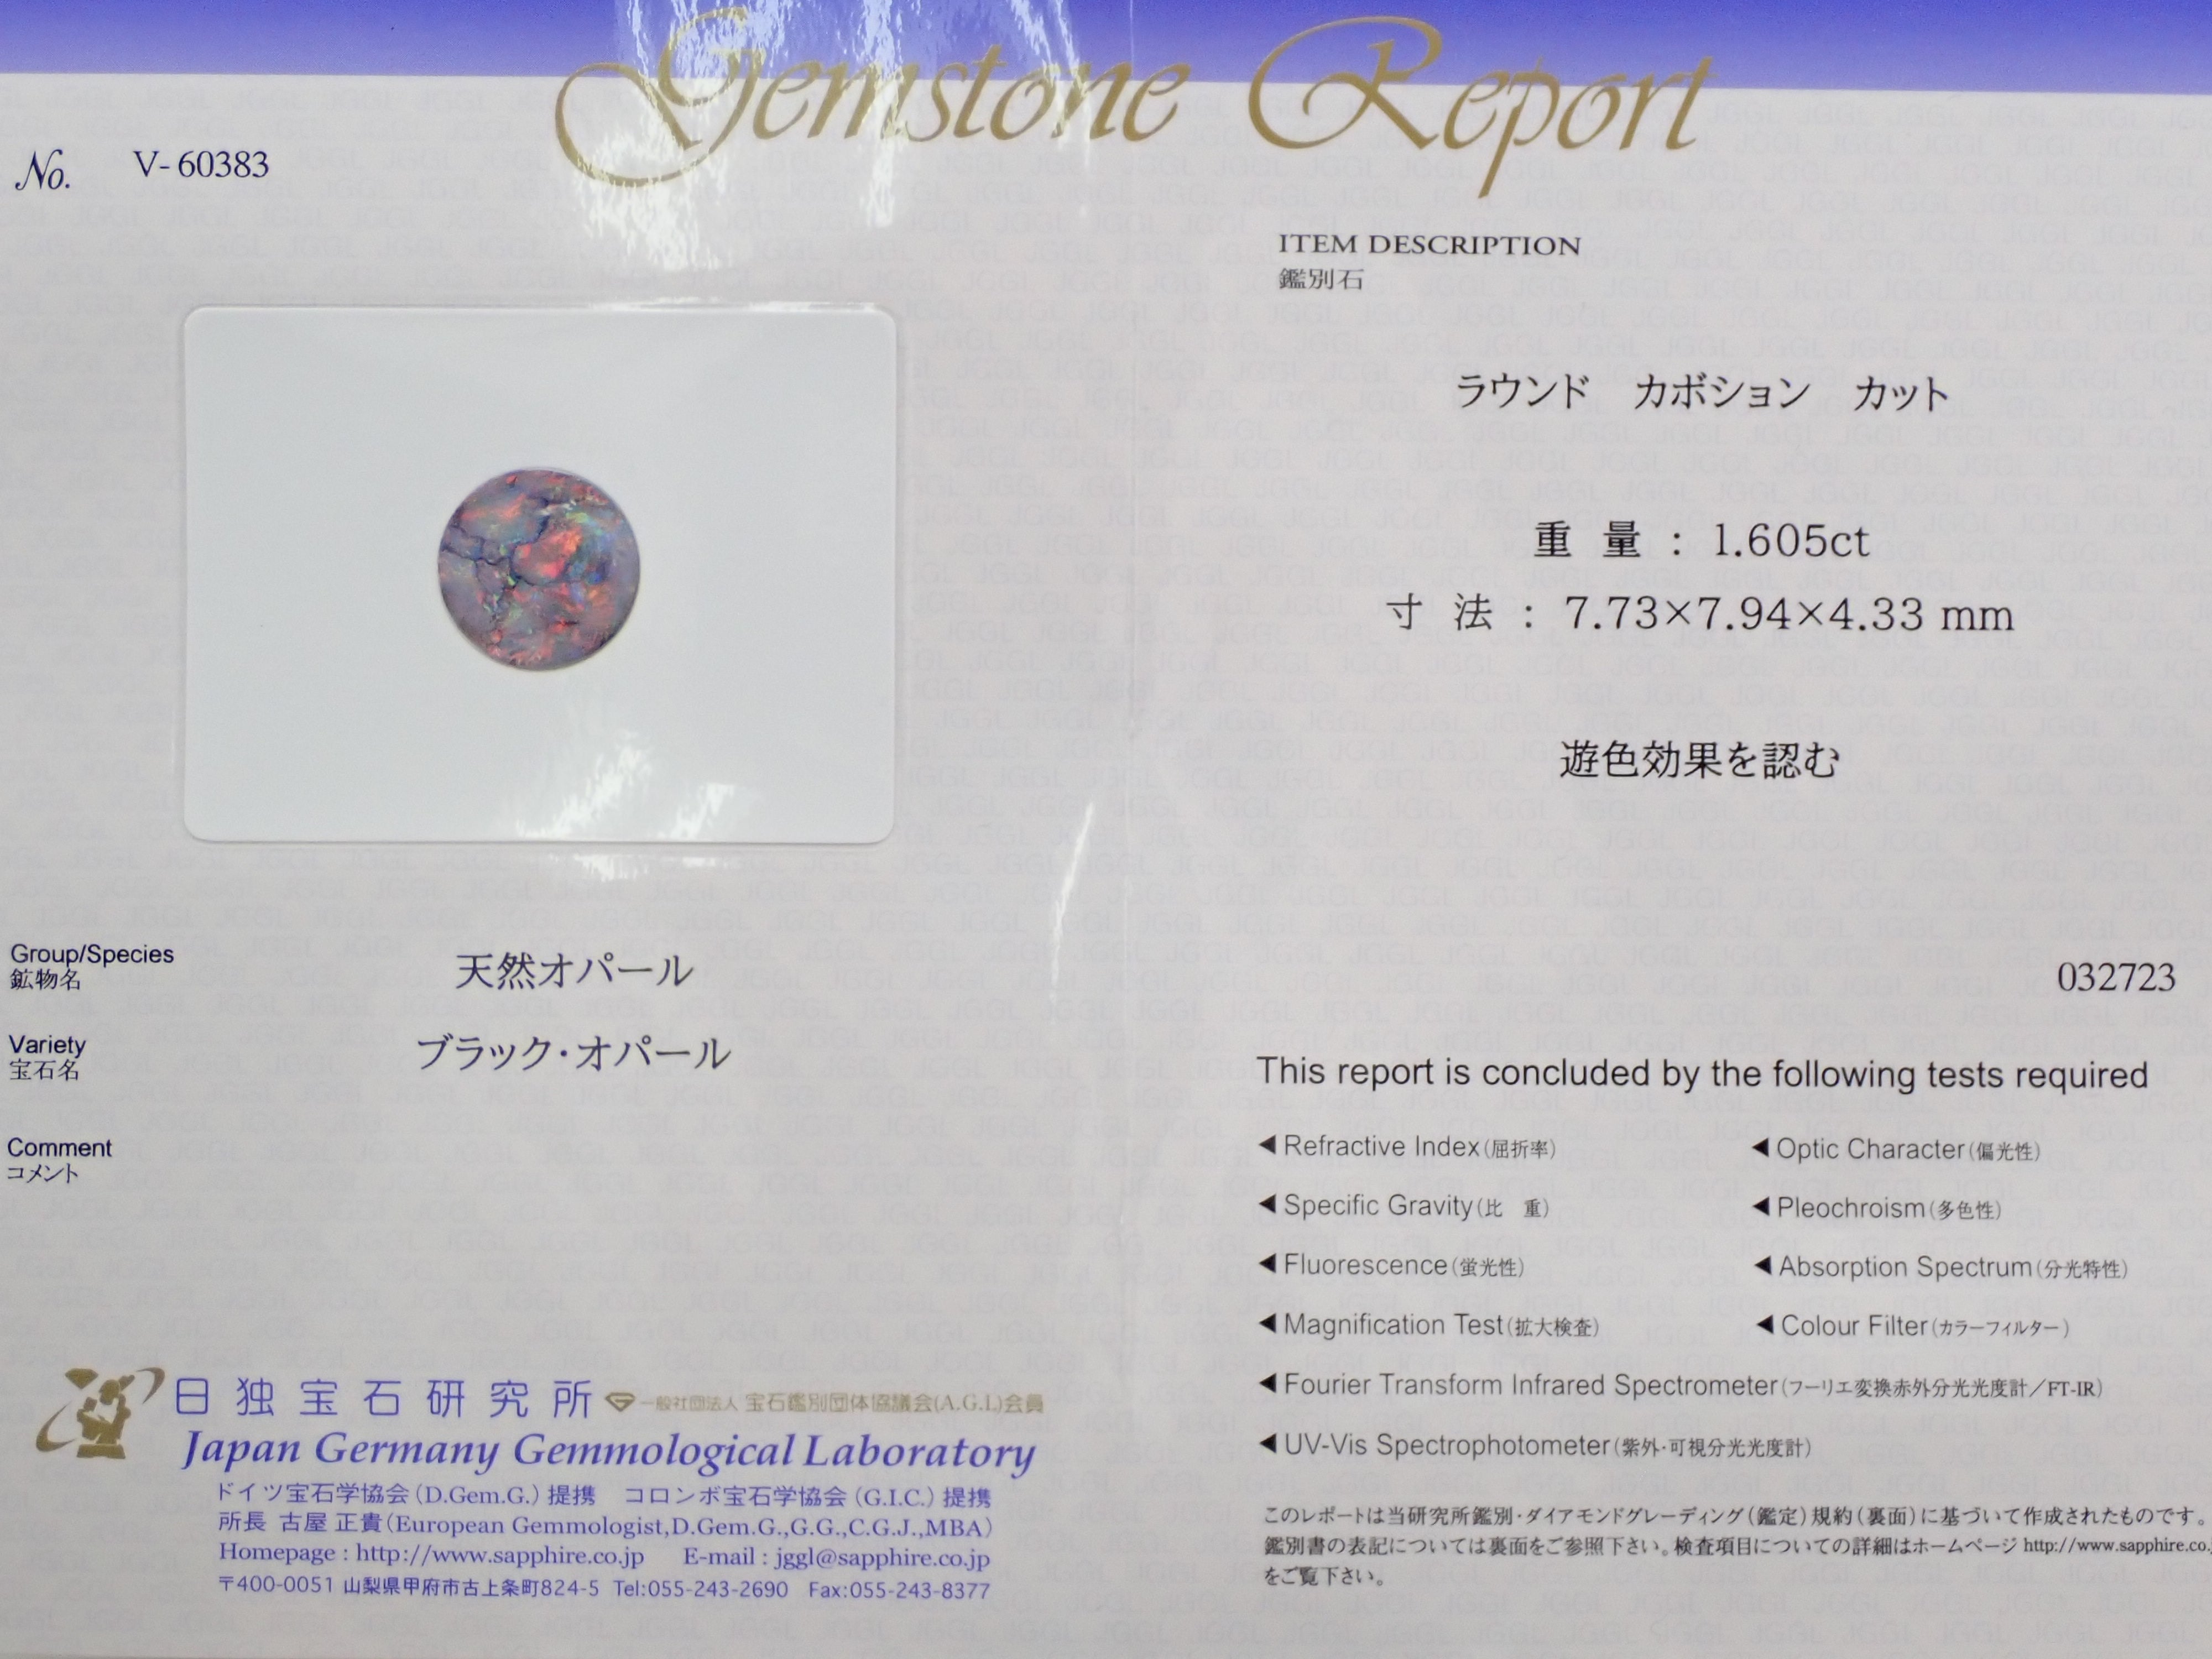 Gemstone Report
No. V-60383
ITEM DESCRIPTION
鑑別石
ラウンド カボション カット
重 量 : 1.605ct
寸 法 : 7.73×7.94×4.33 mm
遊色効果を認む
Group/Species
鉱物名
天然オパール
032723
Variety
宝石名
ブラック・オパール
Comment
コメント
This report is concluded by the following tests required
◀Refractive Index(屈折率)
◀Optic Character(偏光性)
◀Specific Gravity(比 重)
◀Pleochroism(多色性)
◀Fluorescence(蛍光性)
◀Absorption Spectrum(分光特性)
◀Magnification Test(拡大検査)
◀Colour Filter(カラーフィルター)
◀Fourier Transform Infrared Spectrometer(フーリエ変換赤外分光光度計/FT-IR)
◀UV-Vis Spectrophotometer(紫外・可視分光光度計)
このレポートは当研究所鑑別・ダイアモンドグレーディング(鑑定)規約(裏面)に基づいて作成されたものです。
鑑別書の表記については裏面をご参照下さい。検査項目についての詳細はホームページ http://www.sapphire.co.j
をご覧下さい。
日独宝石研究所 一般社団法人 宝石鑑別団体協議会(A.G.L)会員
Japan Germany Gemmological Laboratory
ドイツ宝石学協会(D.Gem.G.)提携 コロンボ宝石学協会(G.I.C.)提携
所長 古屋 正貴(European Gemmologist,D.Gem.G.,G.G.,C.G.J.,MBA)
Homepage : http://www.sapphire.co.jp E-mail : jggl@sapphire.co.jp
〒400-0051 山梨県甲府市古上条町824-5 Tel:055-243-2690 Fax:055-243-8377